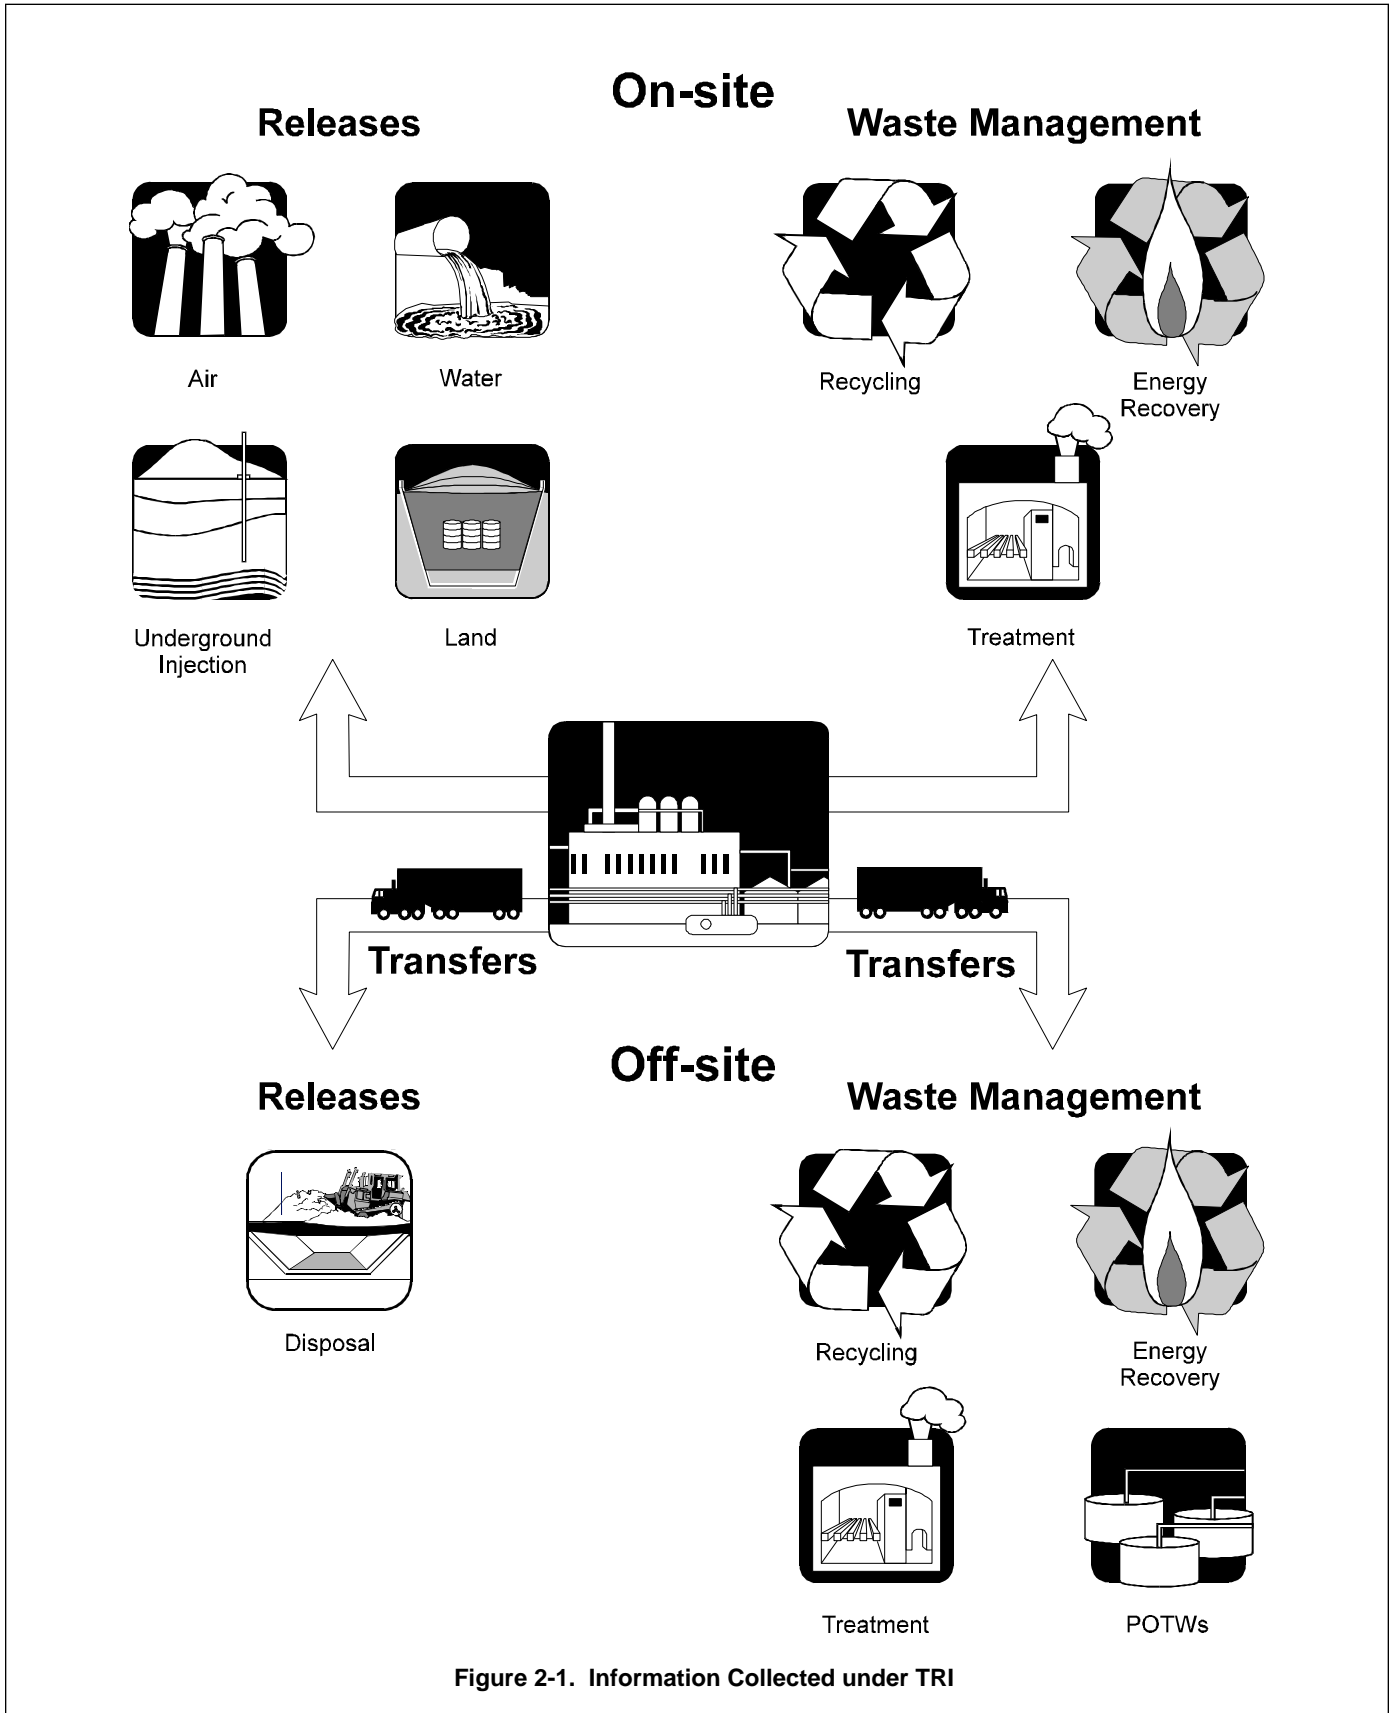 On-site
Releases
Waste Management
Air
Water
Recycling
Energy
Recovery
Underground
Injection
Land
Treatment
Transfers
Transfers
Off-site
Releases
Waste Management
Disposal
Recycling
Energy
Recovery
Treatment
POTWs
Figure 2-1. Information Collected under TRI